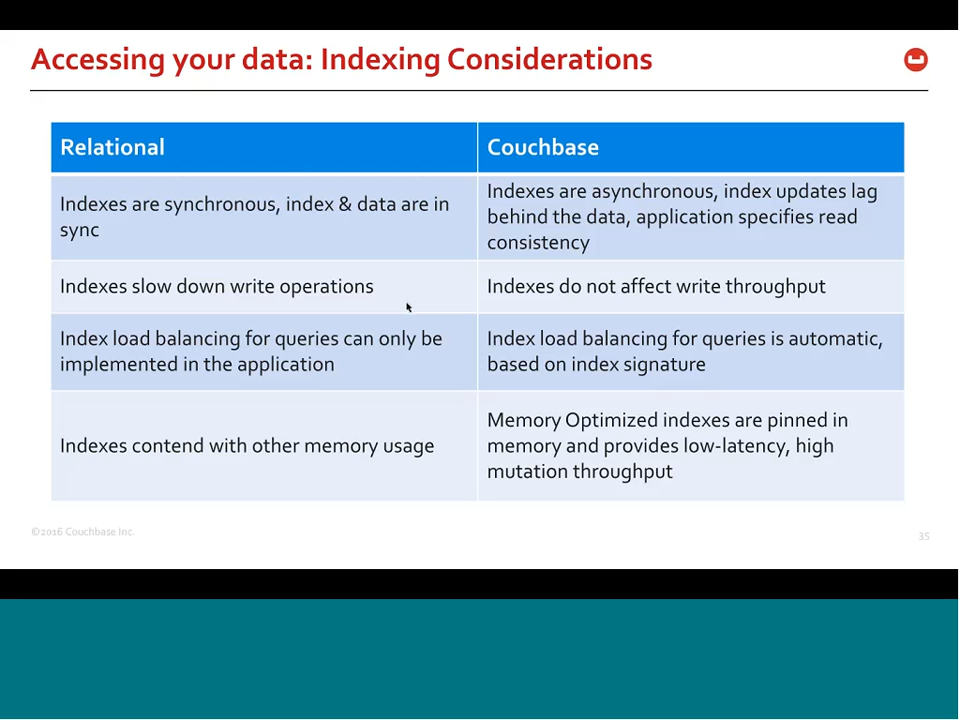 Accessing your data: Indexing Considerations
Relational
Couchbase
Indexes are synchronous, index & data are in
sync
Indexes are asynchronous, index updates lag
behind the data, application specifies read
consistency
Indexes slow down write operations
Indexes do not affect write throughput
Index load balancing for queries can only be
implemented in the application
Index load balancing for queries is automatic,
based on index signature
Indexes contend with other memory usage
Memory Optimized indexes are pinned in
memory and provides low-latency, high
mutation throughput
©2016 Couchbase Inc.
35